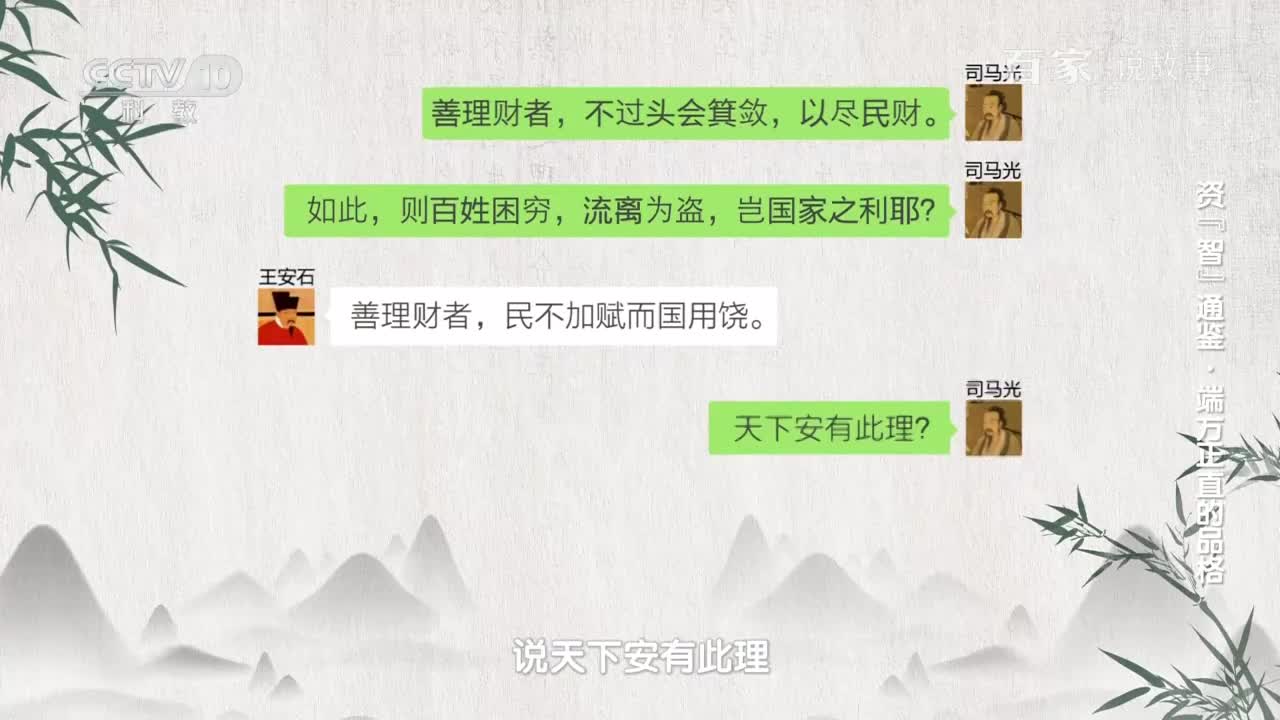 CCTV 10
科教
百家说故事
司马光
善理财者，不过头会箕敛，以尽民财。
司马光
如此，则百姓困穷，流离为盗，岂国家之利耶？
王安石
善理财者，民不加赋而国用饶。
司马光
天下安有此理？
资『智』通鉴·端方正直的品格
说天下安有此理